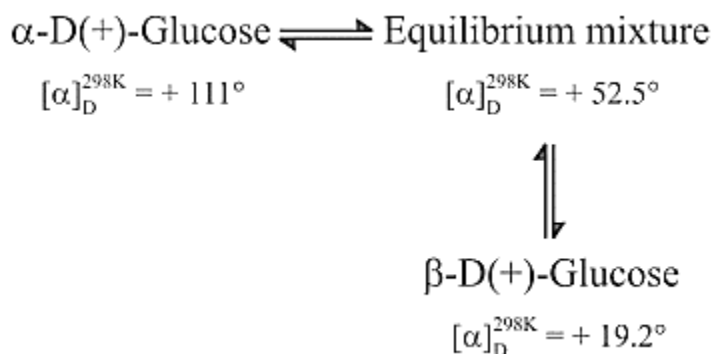 α-D(+)-Glucose ⇌ Equilibrium mixture
[α]D298K = + 111° [α]D298K = + 52.5°
β-D(+)-Glucose
[α]D298K = + 19.2°